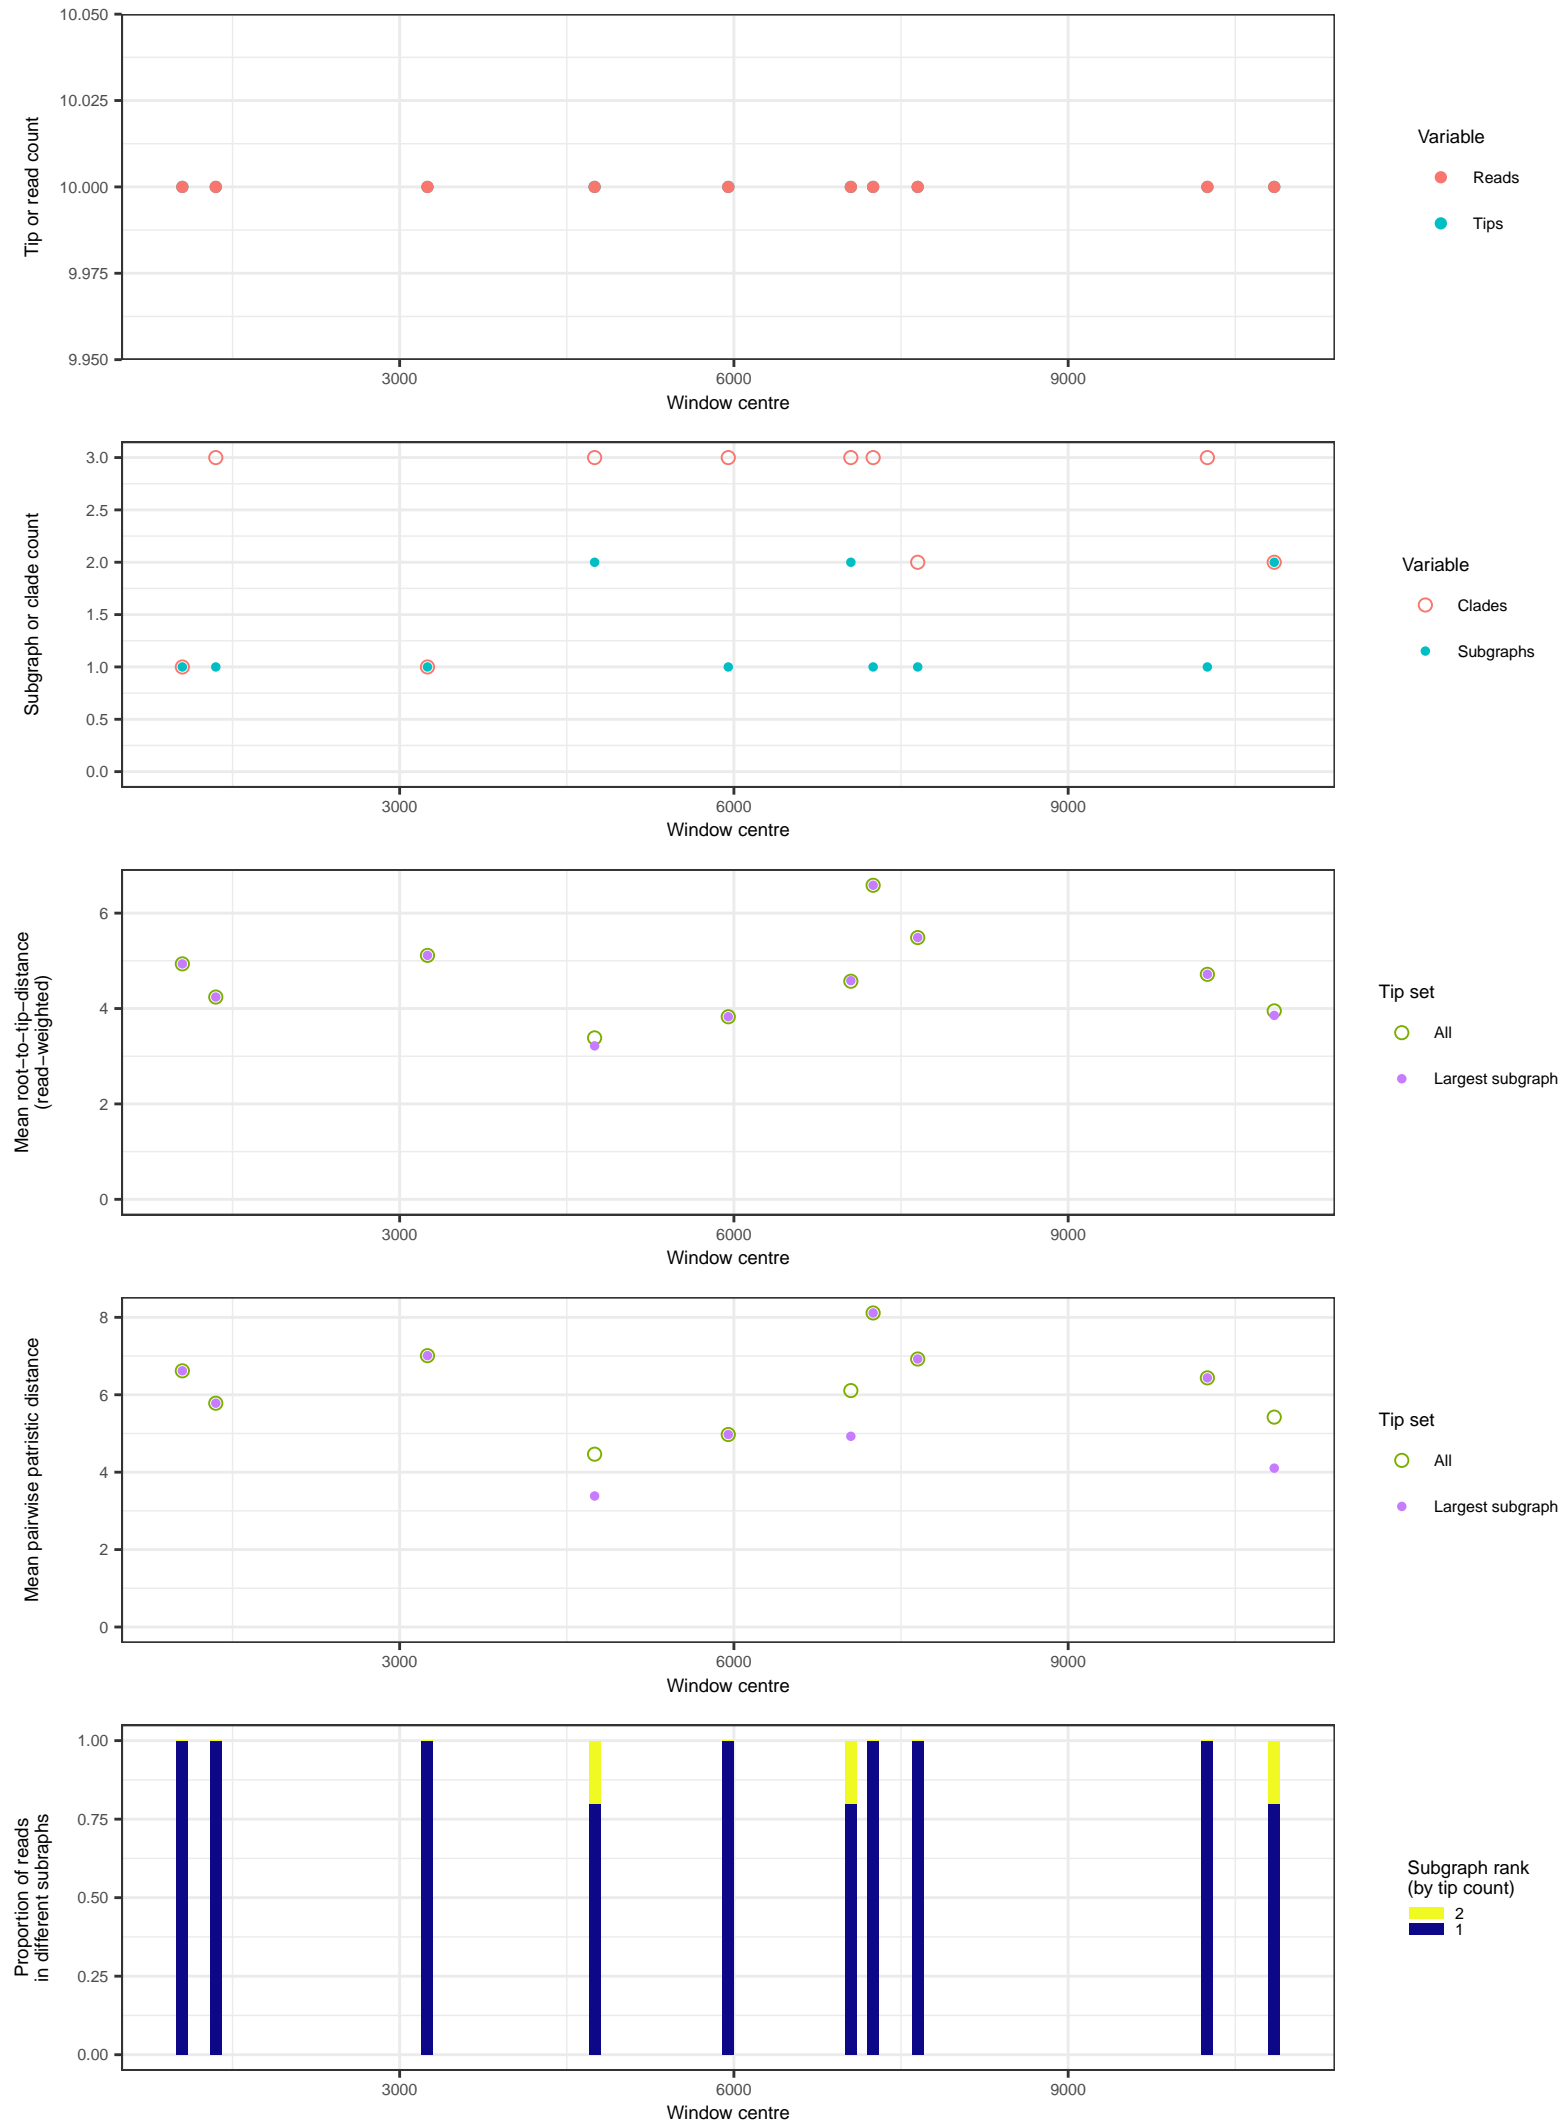 10.050
10.025
10.000
9.975
9.950
Tip or read count
3000 6000 9000
Window centre
Variable
Reads
Tips
3.0
2.5
2.0
1.5
1.0
0.5
0.0
Subgraph or clade count
3000 6000 9000
Window centre
Variable
Clades
Subgraphs
6
4
2
0
Mean root−to−tip−distance
(read−weighted)
3000 6000 9000
Window centre
Tip set
All
Largest subgraph
8
6
4
2
0
Mean pairwise patristic distance
3000 6000 9000
Window centre
Tip set
All
Largest subgraph
1.00
0.75
0.50
0.25
0.00
Proportion of reads
in different subraphs
3000 6000 9000
Window centre
Subgraph rank
(by tip count)
2
1